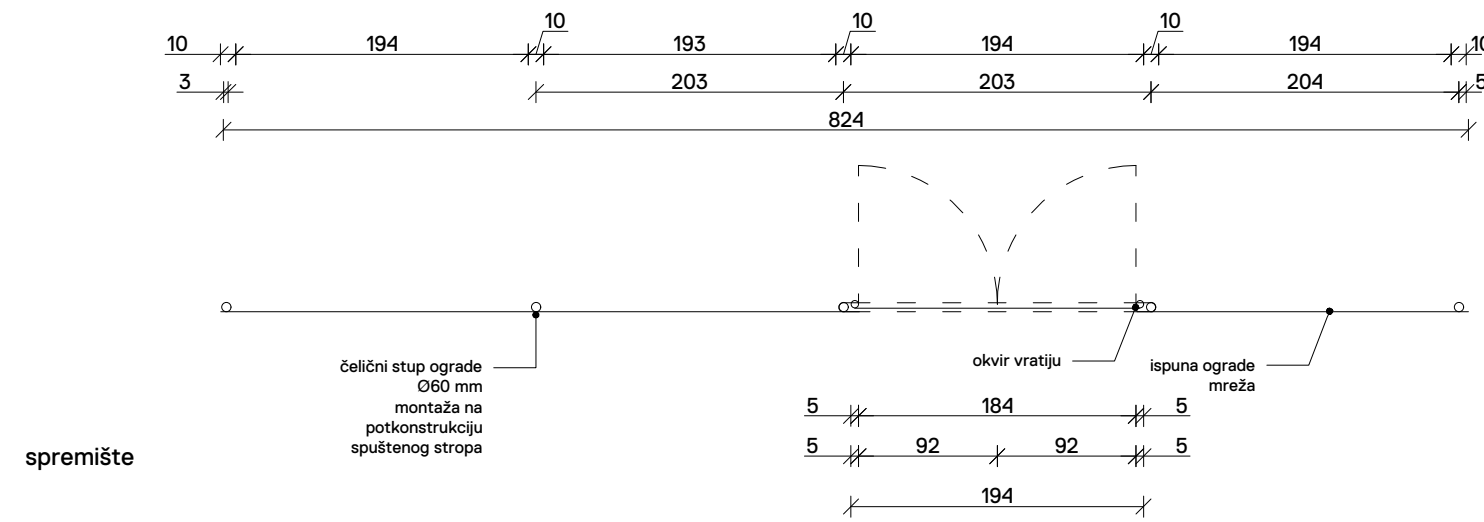 10 10 10
10 194 193 194 194 10
3 203 203 204 5
824
čelični stup ograde
Ø60 mm
montaža na
potkonstrukciju
spuštenog stropa
okvir vratiju
ispuna ograde
mreža
5 184 5
spremište
5 92 92 5
194